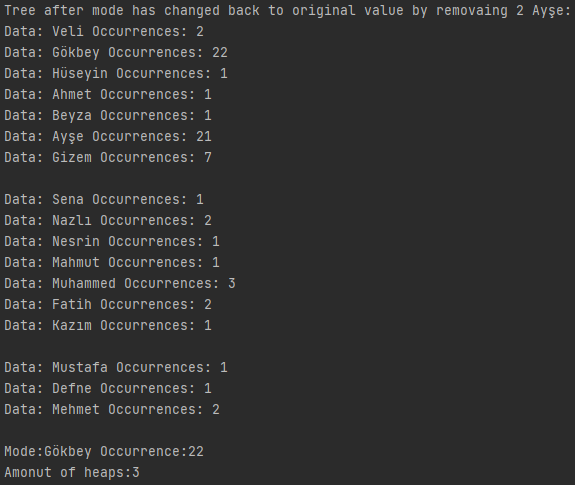 Tree after mode has changed back to original value by removaing 2 Ayşe:
Data: Veli Occurrences: 2
Data: Gökbey Occurrences: 22
Data: Hüseyin Occurrences: 1
Data: Ahmet Occurrences: 1
Data: Beyza Occurrences: 1
Data: Ayşe Occurrences: 21
Data: Gizem Occurrences: 7

Data: Sena Occurrences: 1
Data: Nazlı Occurrences: 2
Data: Nesrin Occurrences: 1
Data: Mahmut Occurrences: 1
Data: Muhammed Occurrences: 3
Data: Fatih Occurrences: 2
Data: Kazım Occurrences: 1

Data: Mustafa Occurrences: 1
Data: Defne Occurrences: 1
Data: Mehmet Occurrences: 2

Mode:Gökbey Occurrence:22
Amonut of heaps:3